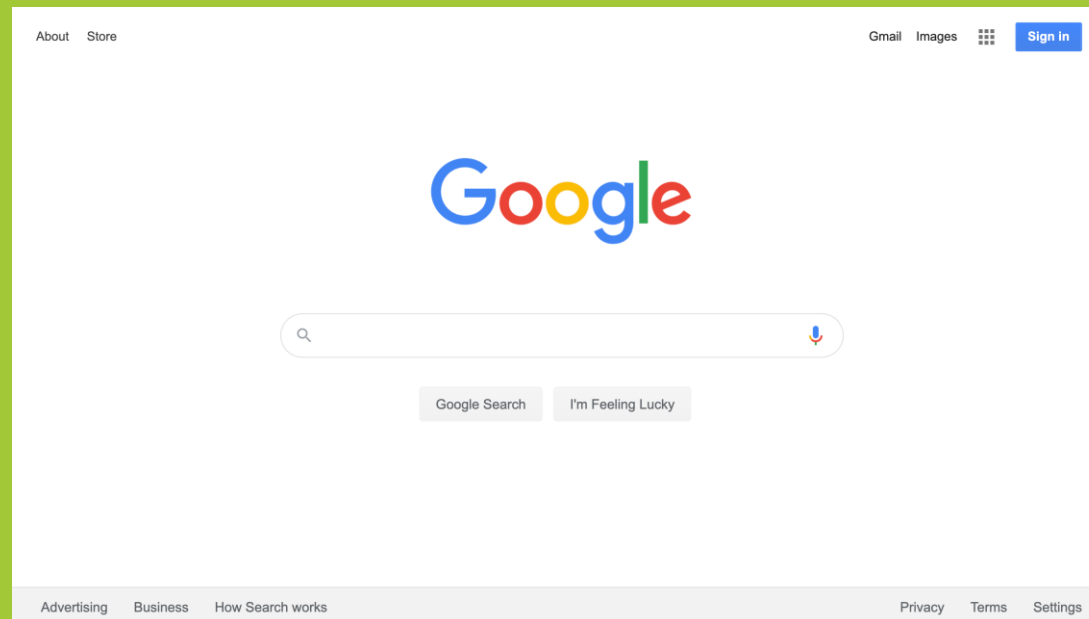 About Store Gmail Images Sign in
Google
Google Search I'm Feeling Lucky
Advertising Business How Search works Privacy Terms Settings